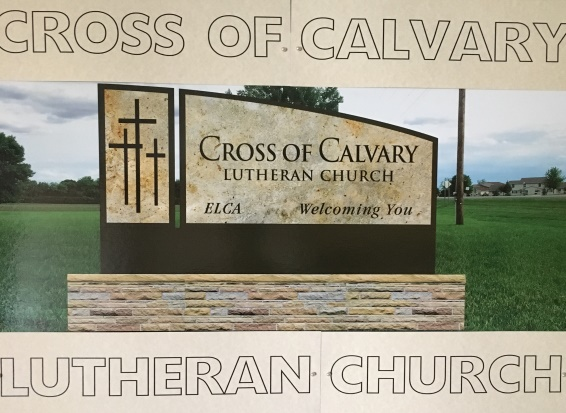 CROSS OF CALVARY
CROSS OF CALVARY
LUTHERAN CHURCH
ELCA Welcoming You
LUTHERAN CHURCH